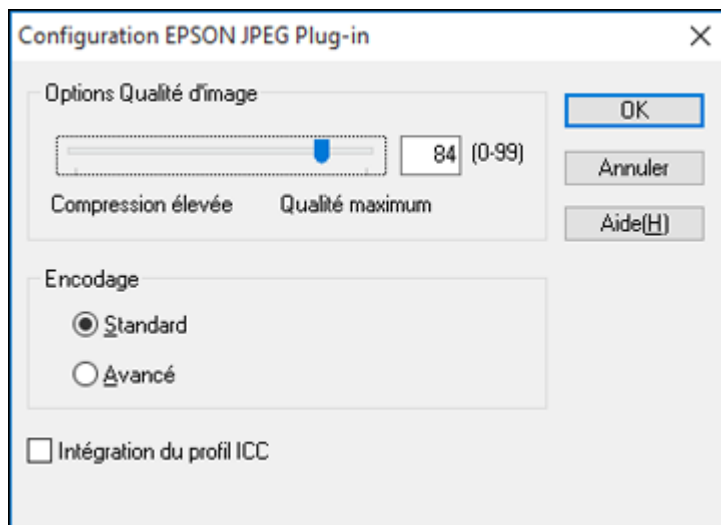 Configuration EPSON JPEG Plug-in
Options Qualité d'image
84 (0-99)
Compression élevée Qualité maximum
OK
Annuler
Aide(H)
Encodage
Standard
Avancé
Intégration du profil ICC